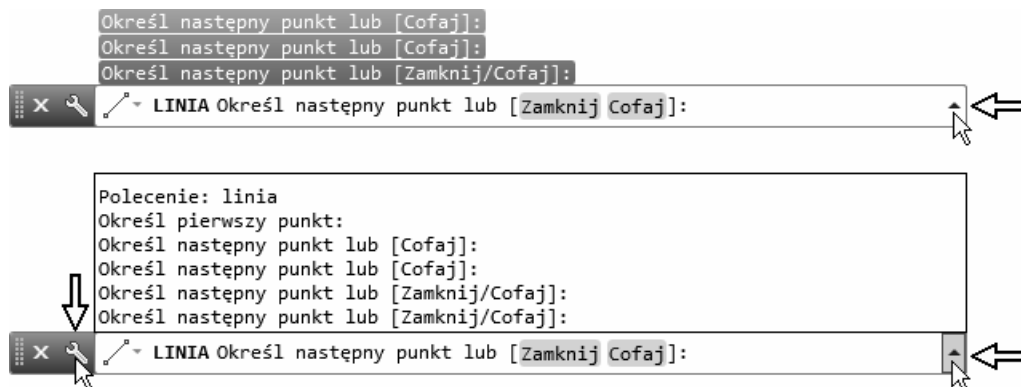 Określ następny punkt lub [Cofaj]:
Określ następny punkt lub [Cofaj]:
Określ następny punkt lub [Zamknij/Cofaj]:
LINIA Określ następny punkt lub [Zamknij Cofaj]:
Polecenie: linia
Określ pierwszy punkt:
Określ następny punkt lub [Cofaj]:
Określ następny punkt lub [Cofaj]:
Określ następny punkt lub [Zamknij/Cofaj]:
Określ następny punkt lub [Zamknij/Cofaj]:
LINIA Określ następny punkt lub [Zamknij Cofaj]: